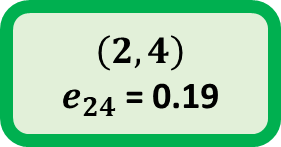 (2,4)
e₂₄ = 0.19